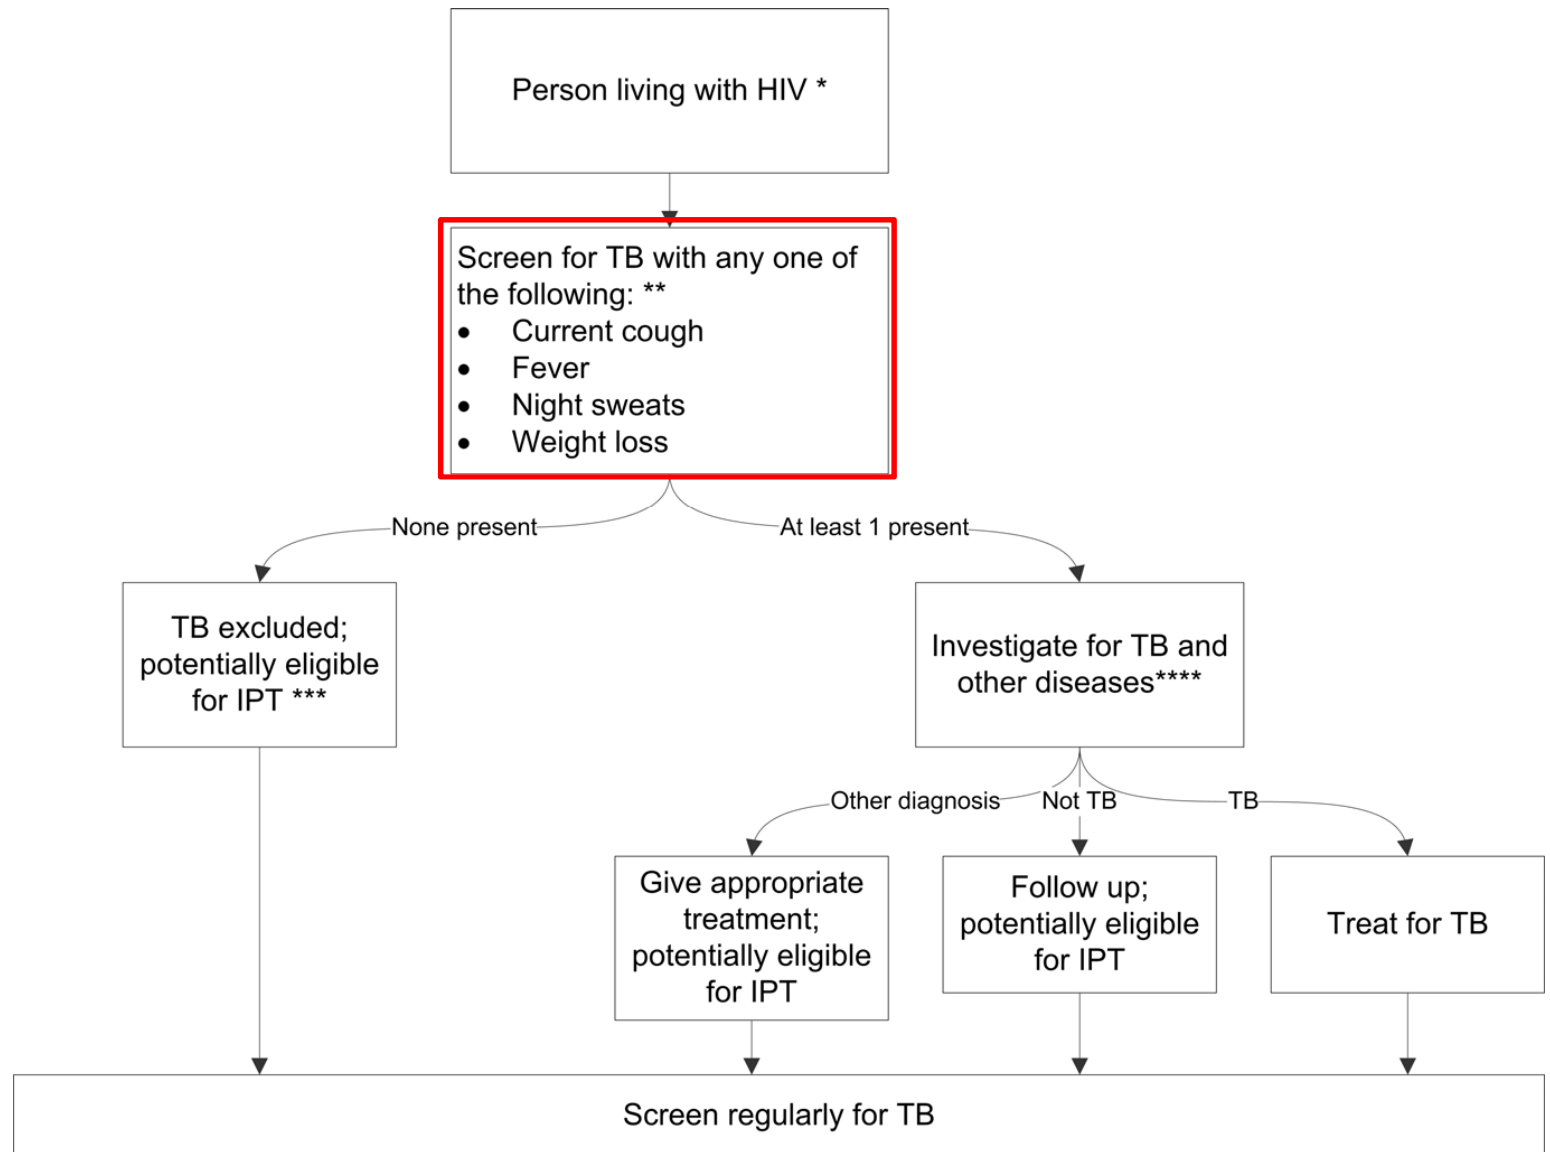 Person living with HIV *
Screen for TB with any one of
the following: **
• Current cough
• Fever
• Night sweats
• Weight loss
None present
At least 1 present
TB excluded;
potentially eligible
for IPT ***
Investigate for TB and
other diseases****
Other diagnosis
Not TB
TB
Give appropriate
treatment;
potentially eligible
for IPT
Follow up;
potentially eligible
for IPT
Treat for TB
Screen regularly for TB